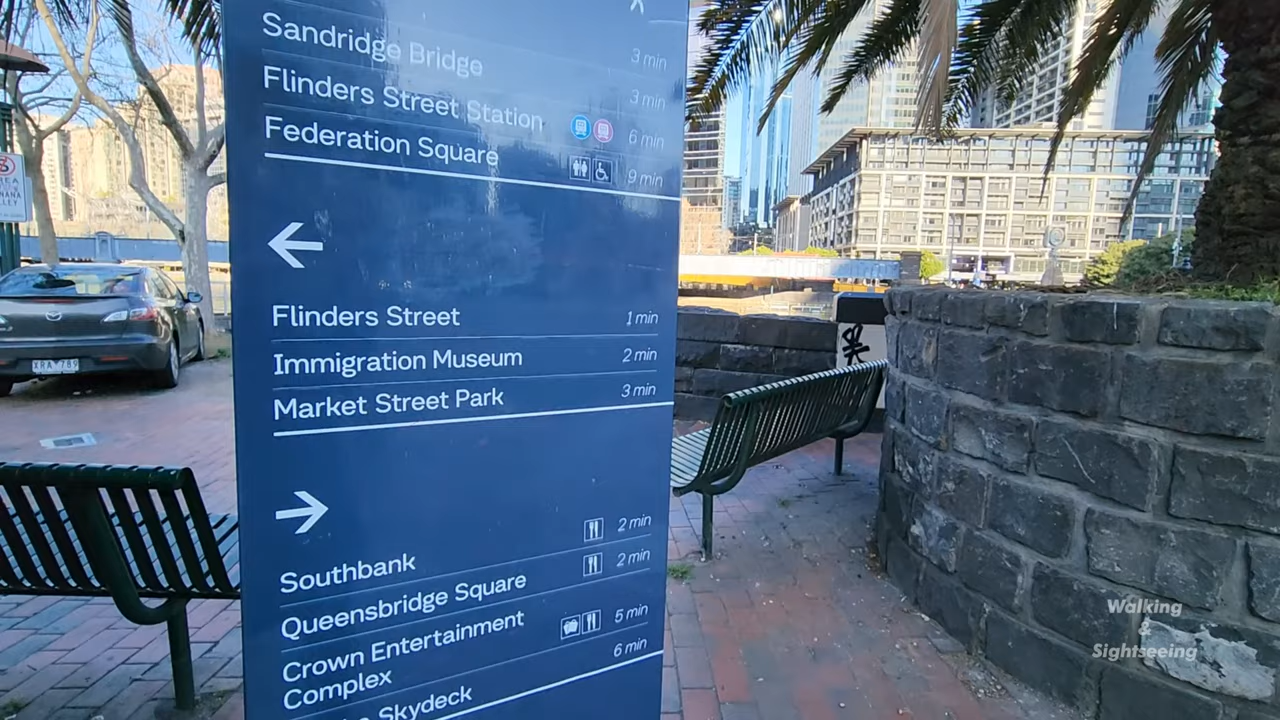 3 min
Sandridge Bridge 3 min
Flinders Street Station 6 min
Federation Square 9 min
Flinders Street 1 min
Immigration Museum 2 min
Market Street Park 3 min
Southbank 2 min
Queensbridge Square 2 min
Crown Entertainment
Complex 5 min
Skydeck 6 min
XRA 789
Walking
Sightseeing